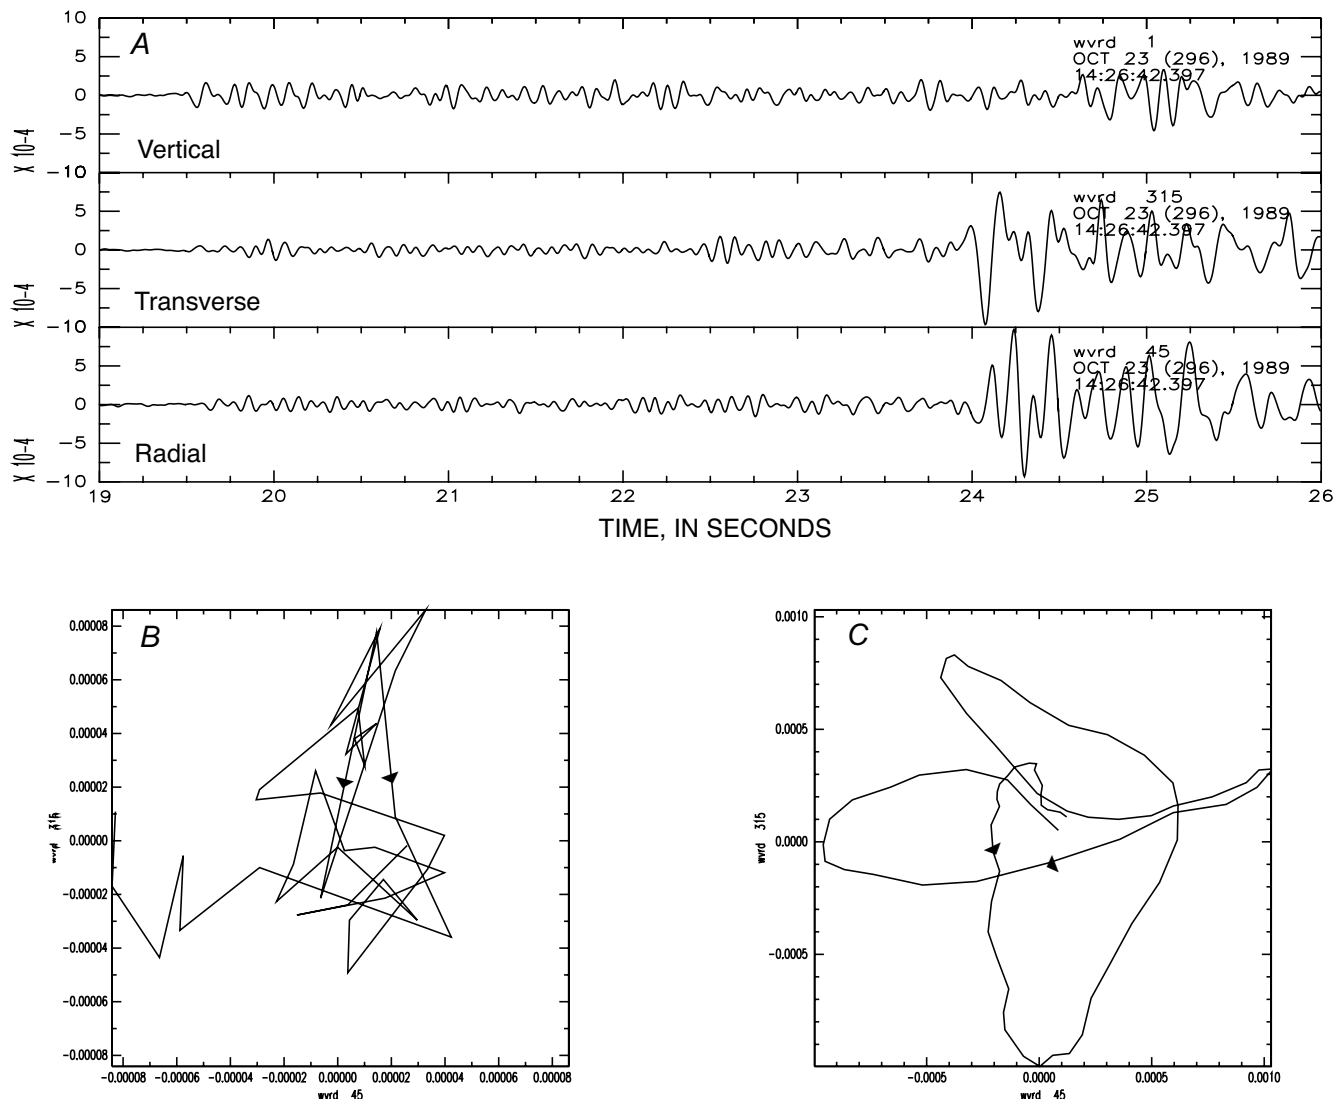 A
10
5
0
−5
−10
X 10-4
Vertical
wvrd 1
OCT 23 (296), 1989
14:26:42.397
5
0
−5
−10
X 10-4
Transverse
wvrd 315
OCT 23 (296), 1989
14:26:42.397
5
0
−5
−10
X 10-4
Radial
wvrd 45
OCT 23 (296), 1989
14:26:42.397
19 20 21 22 23 24 25 26
TIME, IN SECONDS
B
0.00008
0.00006
0.00004
0.00002
0.00000
−0.00002
−0.00004
−0.00006
−0.00008
wvrd 315
−0.00008 −0.00006 −0.00004 −0.00002 0.00000 0.00002 0.00004 0.00006 0.00008
wvrd 45
C
0.0010
0.0005
0.0000
−0.0005
wvrd 315
−0.0005 0.0000 0.0005 0.0010
wvrd 45